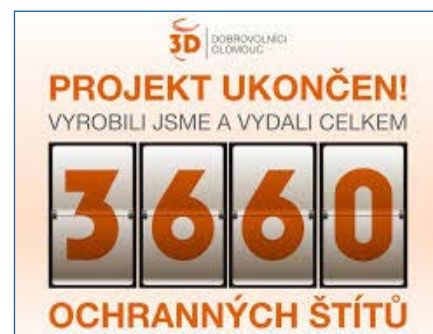 3D DOBROVOLNÍCI
OLOMOUC
PROJEKT UKONČEN!
VYROBILI JSME A VYDALI CELKEM
3660
OCHRANNÝCH ŠTÍTŮ